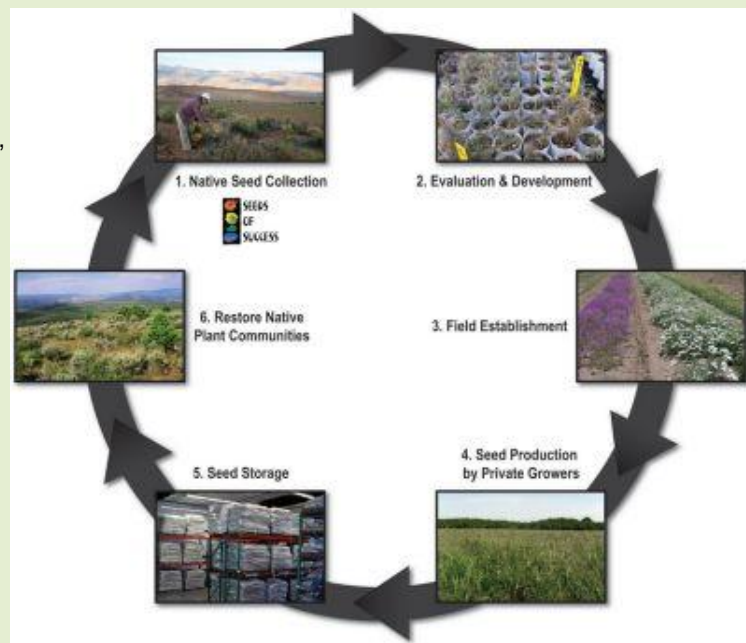 1. Native Seed Collection
SEEDS
OF
SUCCESS
2. Evaluation & Development
3. Field Establishment
4. Seed Production
by Private Growers
5. Seed Storage
6. Restore Native
Plant Communities